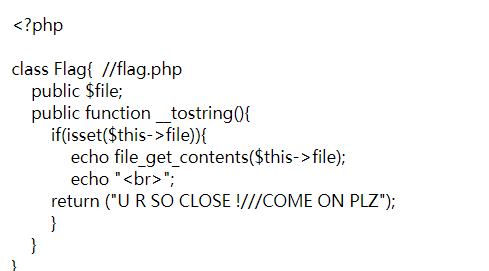 <?php
class Flag{  //flag.php
public $file;
public function __tostring(){
if(isset($this->file)){
echo file_get_contents($this->file);
echo "<br>";
return ("U R SO CLOSE !///COME ON PLZ");
}
}
}